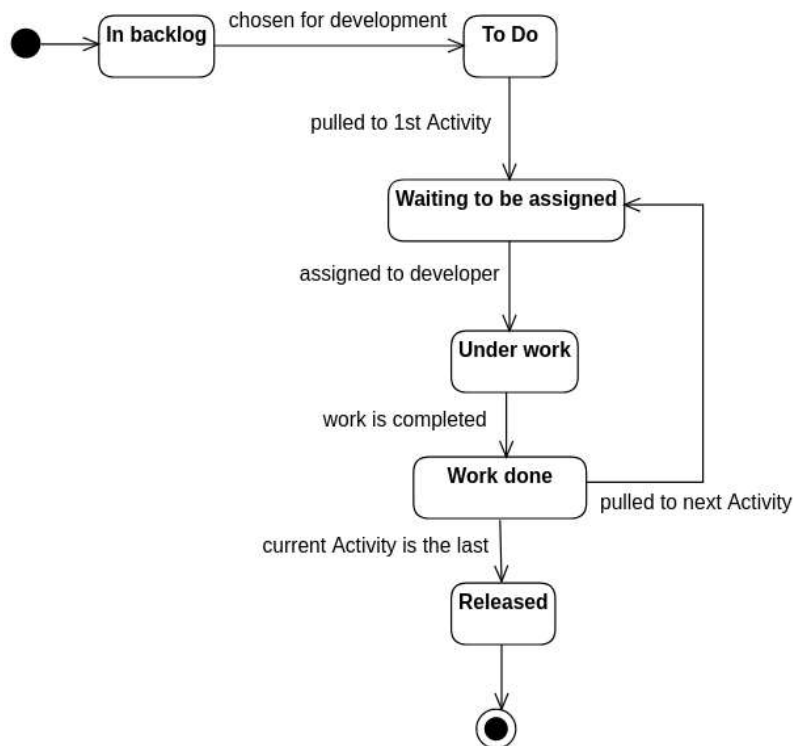 chosen for development
In backlog
To Do
pulled to 1st Activity
Waiting to be assigned
assigned to developer
Under work
work is completed
Work done
pulled to next Activity
current Activity is the last
Released